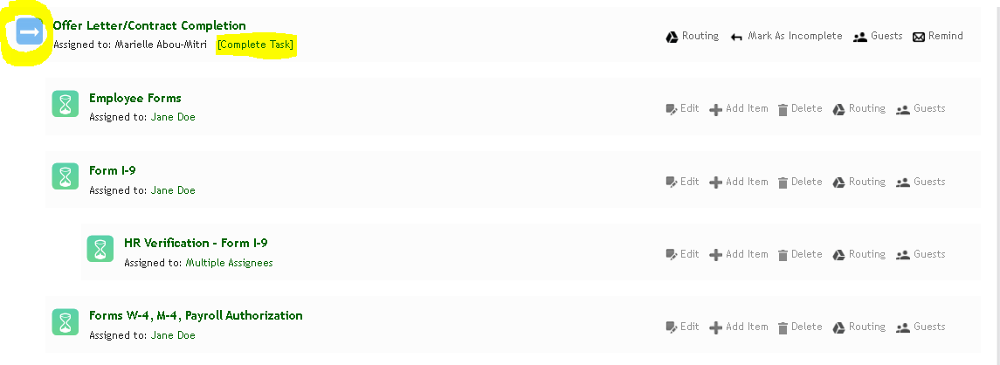 Offer Letter/Contract Completion
Assigned to: Marielle Abou-Mitri [Complete Task]
Routing Mark As Incomplete Guests Remind
Employee Forms
Assigned to: Jane Doe
Edit Add Item Delete Routing Guests
Form I-9
Assigned to: Jane Doe
Edit Add Item Delete Routing Guests
HR Verification - Form I-9
Assigned to: Multiple Assignees
Edit Add Item Delete Routing Guests
Forms W-4, M-4, Payroll Authorization
Assigned to: Jane Doe
Edit Add Item Delete Routing Guests